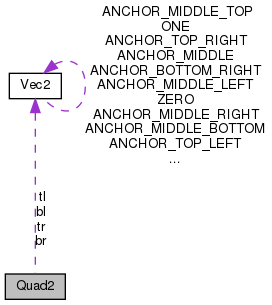 ANCHOR_MIDDLE_TOP
ONE
ANCHOR_TOP_RIGHT
ANCHOR_MIDDLE
ANCHOR_BOTTOM_RIGHT
ANCHOR_MIDDLE_LEFT
ZERO
ANCHOR_MIDDLE_RIGHT
ANCHOR_MIDDLE_BOTTOM
ANCHOR_TOP_LEFT
...
Vec2
tl
bl
tr
br
Quad2